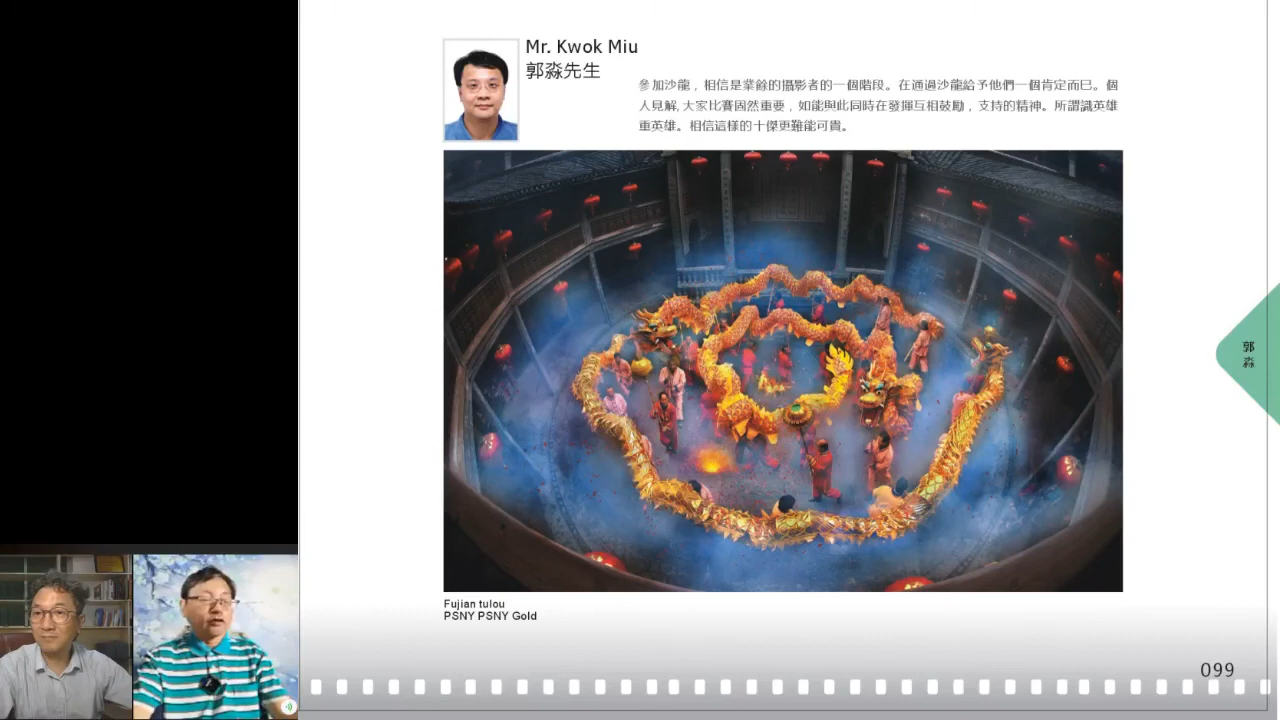 Mr. Kwok Miu
郭淼先生
參加沙龍，相信是業餘的攝影者的一個階段。在通過沙龍給予他們一個肯定而已。個
人見解, 大家比賽固然重要，如能與此同時在發揮互相鼓勵，支持的精神。所謂識英雄
重英雄。相信這樣的十傑更難能可貴。
郭
淼
Fujian tulou
PSNY PSNY Gold
099